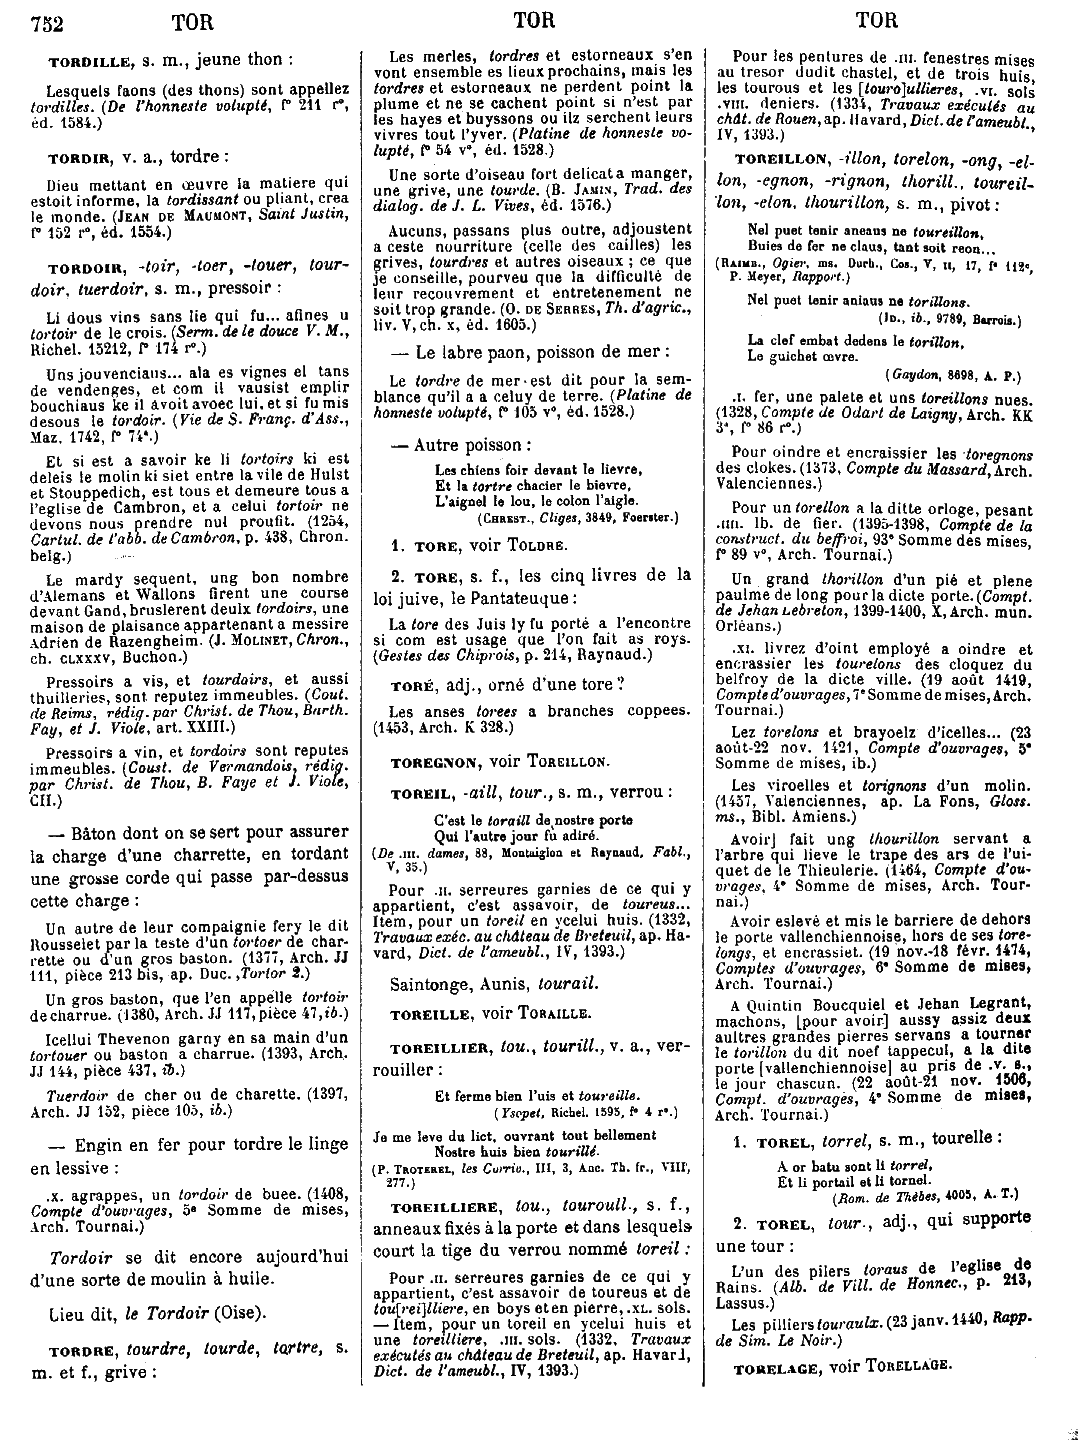 752 TOR TOR TOR
TORDILLE, s. m., jeune thon :
Lesquels faons (des thons) sont appellez
tordilles. (De l'honneste volupté, f° 211 r°,
éd. 1584.)
TORDIR, v. a., tordre :
Dieu mettant en œuvre la matiere qui
estoit informe, la tordissant ou pliant, crea
le monde. (JEAN DE MAUMONT, Saint Justin,
f° 152 r°, éd. 1554.)
TORDOIR, -toir, -toer, -touer, tour-
doir, tuerdoir, s. m., pressoir :
Li dous vins sans lie qui fu... afines u
tortoir de le crois. (Serm. de le douce V. M.,
Richel. 15212, f° 174 r°.)
Uns jouvenciaus... ala es vignes el tans
de vendenges, et com il vausist emplir
bouchiaus ke il avoit avoec lui, et si fu mis
desous le tordoir. (Vie de S. Franç. d'Ass.,
Maz. 1742, f° 74ª.)
Et si est a savoir ke li tortoirs ki est
deleis le molin ki siet entre la vile de Hulst
et Stouppedich, est tous et demeure tous a
l'eglise de Cambron, et a celui tortoir ne
devons nous prendre nul proufit. (1254,
Cartul. de l'abb. de Cambron, p. 438, Chron.
belg.)
Le mardy sequent, ung bon nombre
d'Alemans et Wallons firent une course
devant Gand, bruslerent deulx tordoirs, une
maison de plaisance appartenant a messire
Adrien de Razengheim. (J. MOLINET, Chron.,
ch. CLXXXV, Buchon.)
Pressoirs a vis, et tourdoirs, et aussi
thuilleries, sont reputez immeubles. (Cout.
de Reims, rédig. par Christ. de Thou, Barth.
Fay, et J. Viole, art. XXIII.)
Pressoirs a vin, et tordoirs sont reputes
immeubles. (Coust. de Vermandois, rédig.
par Christ. de Thou, B. Faye et J. Viole,
CII.)
— Bâton dont on se sert pour assurer
la charge d'une charrette, en tordant
une grosse corde qui passe par-dessus
cette charge :
Un autre de leur compaignie fery le dit
Rousselet par la teste d'un tortoer de char-
rette ou d'un gros baston. (1377, Arch. JJ
111, pièce 213 bis, ap. Duc., Tortor 2.)
Un gros baston, que l'en appelle tortoir
de charrue. (1380, Arch. JJ 117, pièce 47, ib.)
Icellui Thevenon garny en sa main d'un
tortouer ou baston a charrue. (1393, Arch.
JJ 144, pièce 437, ib.)
Tuerdoir de cher ou de charette. (1397,
Arch. JJ 152, pièce 105, ib.)
— Engin en fer pour tordre le linge
en lessive :
.x. agrappes, un tordoir de buee. (1408,
Compte d'ouvrages, 5e Somme de mises,
Arch. Tournai.)
Tordoir se dit encore aujourd'hui
d'une sorte de moulin à huile.
Lieu dit, le Tordoir (Oise).
TORDRE, tourdre, tourde, tortre, s.
m. et f., grive :
Les merles, tordres et estorneaux s'en
vont ensemble es lieux prochains, mais les
tordres et estorneaux ne perdent point la
plume et ne se cachent point si n'est par
les hayes et buyssons ou ilz serchent leurs
vivres tout l'yver. (Platine de honneste vo-
lupté, f° 54 v°, éd. 1528.)
Une sorte d'oiseau fort delicat a manger,
une grive, une tourde. (B. JAMIN, Trad. des
dialog. de J. L. Vives, éd. 1576.)
Aucuns, passans plus outre, adjoustent
a ceste nourriture (celle des cailles) les
grives, tourdres et autres oiseaux ; ce que
je conseille, pourveu que la difficulté de
leur recouvrement et entretenement ne
soit trop grande. (O. DE SERRES, Th. d'agric.,
liv. V, ch. x, éd. 1605.)
— Le labre paon, poisson de mer :
Le tordre de mer est dit pour la sem-
blance qu'il a a celuy de terre. (Platine de
honneste volupté, f° 105 v°, éd. 1528.)
— Autre poisson :
Les chiens foir devant le lievre,
Et la tortre chacier le bievre,
L'aignel le lou, le colon l'aigle.
(CHREST., Cliges, 3849, Foerster.)
1. TORE, voir TOLDRE.
2. TORE, s. f., les cinq livres de la
loi juive, le Pantateuque :
La tore des Juis ly fu porté a l'encontre
si com est usage que l'on fait as roys.
(Gestes des Chiprois, p. 214, Raynaud.)
TORÉ, adj., orné d'une tore ?
Les anses torees a branches coppees.
(1453, Arch. K 328.)
TOREGNON, voir TOREILLON.
TOREIL, -aill, tour., s. m., verrou :
C'est le toraill de nostre porte
Qui l'autre jour fu adiré.
(De .III. dames, 88, Montaiglon et Raynaud, Fabl.,
V, 35.)
Pour .II. serreures garnies de ce qui y
appartient, c'est assavoir, de toureus...
Item, pour un toreil en ycelui huis. (1332,
Travaux exéc. au château de Breteuil, ap. Ha-
vard, Dict. de l'ameubl., IV, 1393.)
Saintonge, Aunis, tourail.
TOREILLE, voir TORAILLE.
TOREILLIER, tou., tourill., v. a., ver-
rouiller :
Et ferme bien l'uis et toureille.
(Ysopet, Richel. 1595, f° 4 r°.)
Je me leve du lict, ouvrant tout bellement
Nostre huis bien tourillé.
(P. TROTEREL, les Corriv., III, 3, Anc. Th. fr., VIII,
277.)
TOREILLIERE, tou., touroull., s. f.,
anneaux fixés à la porte et dans lesquels
court la tige du verrou nommé toreil :
Pour .II. serreures garnies de ce qui y
appartient, c'est assavoir de toureus et de
tou[rei]lliere, en boys et en pierre, .XL. sols.
— Item, pour un toreil en ycelui huis et
une toreilliere, .III. sols. (1332, Travaux
exécutés au château de Breteuil, ap. Havard,
Dict. de l'ameubl., IV, 1393.)
Pour les pentures de .III. fenestres mises
au tresor dudit chastel, et de trois huis,
les tourous et les [touro]ullieres, .VI. sols
.VIII. deniers. (1334, Travaux exécutés au
chât. de Rouen, ap. Havard, Dict. de l'ameubl.,
IV, 1393.)
TOREILLON, -illon, torelon, -ong, -el-
lon, -egnon, -rignon, thorill., toureil-
lon, -elon, thourillon, s. m., pivot :
Nel puet tenir aneaus ne toureillon,
Buies de fer ne claus, tant soit reon...
(RAIMB., Ogier, ms. Durh., Cos., V, II, 17, f° 112c,
P. Meyer, Rapport.)
Nel puet tenir aniaus ne torillons.
(ID., ib., 9789, Barrois.)
La clef embat dedens le torillon,
Le guichet œvre.
(Gaydon, 8698, A. P.)
.I. fer, une palete et uns toreillons nues.
(1328, Compte de Odart de Laigny, Arch. KK
3ª, f° 86 r°.)
Pour oindre et encraissier les toregnons
des clokes. (1373, Compte du Massard, Arch.
Valenciennes.)
Pour un torellon a la ditte orloge, pesant
.IIII. lb. de fier. (1395-1398, Compte de la
construct. du beffroi, 93e Somme des mises,
f° 89 v°, Arch. Tournai.)
Un grand thorillon d'un pié et plene
paulme de long pour la dicte porte. (Compt.
de Jehan Lebreton, 1399-1400, X, Arch. mun.
Orléans.)
.XI. livrez d'oint employé a oindre et
encrassier les tourelons des cloquez du
belfroy de la dicte ville. (19 août 1419,
Compte d'ouvrages, 7e Somme de mises, Arch.
Tournai.)
Lez torelons et brayoelz d'icelles... (23
août-22 nov. 1421, Compte d'ouvrages, 5e
Somme de mises, ib.)
Les viroelles et torignons d'un molin.
(1457, Valenciennes, ap. La Fons, Gloss.
ms., Bibl. Amiens.)
Avoir] fait ung thourillon servant a
l'arbre qui lieve le trape des ars de l'ui-
quet de le Thieulerie. (1464, Compte d'ou-
vrages, 4e Somme de mises, Arch. Tour-
nai.)
Avoir eslevé et mis le barriere de dehors
le porte vallenchiennoise, hors de ses tore-
longs, et encrassiet. (19 nov.-18 févr. 1474,
Comptes d'ouvrages, 6e Somme de mises,
Arch. Tournai.)
A Quintin Boucquiel et Jehan Legrant,
machons, [pour avoir] aussy assiz deux
aultres grandes pierres servans a tourner
le torillon du dit noef tappecul, a la dite
porte [vallenchiennoise] au pris de .v. s.,
le jour chascun. (22 août-21 nov. 1506,
Compt. d'ouvrages, 4e Somme de mises,
Arch. Tournai.)
1. TOREL, torrel, s. m., tourelle :
A or batu sont li torrel,
Et li portail et li tornel.
(Rom. de Thèbes, 4005, A. T.)
2. TOREL, tour., adj., qui supporte
une tour :
L'un des pilers toraus de l'eglise de
Rains. (Alb. de Vill. de Honnec., p. 213,
Lassus.)
Les pilliers touraulx. (23 janv. 1440, Rapp.
de Sim. Le Noir.)
TORELAGE, voir TORELLAGE.